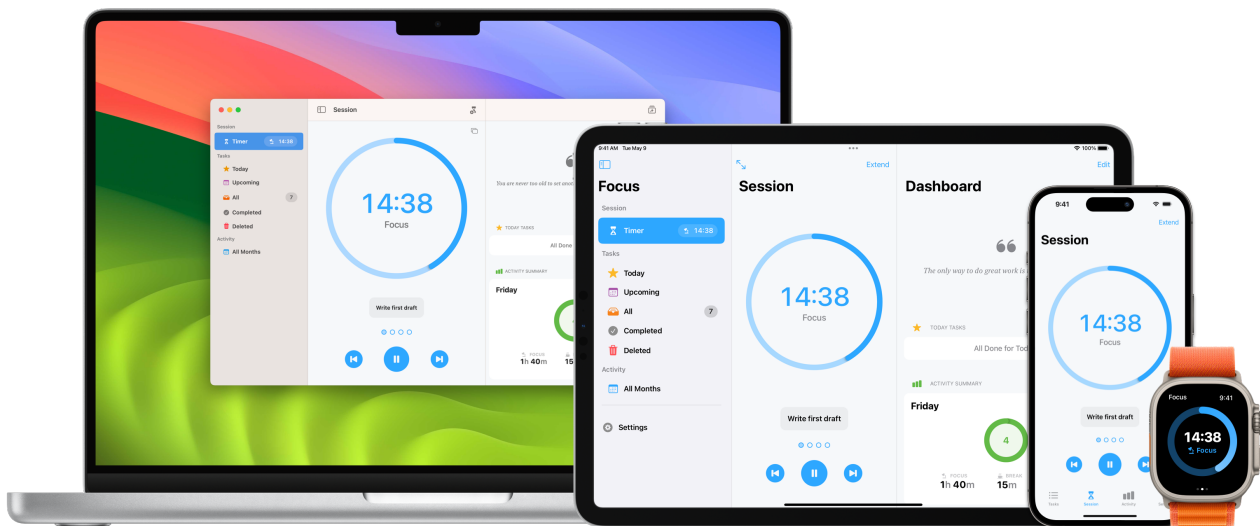 Session
Session
Timer 14:38
Tasks
Today
Upcoming
All 7
Completed
Deleted
Activity
All Months
14:38
Focus
Write first draft
You are never too old to set
TODAY TASKS
All Done
ACTIVITY SUMMARY
Friday
FOCUS
1h 40m
15
9:41 AM Tue May 9
100%
Focus
Session
Timer 14:38
Tasks
Today
Upcoming
All 7
Completed
Deleted
Activity
All Months
Settings
Extend
Session
14:38
Focus
Write first draft
Edit
Dashboard
The only way to do great work is
TODAY TASKS
All Done for Tod
ACTIVITY SUMMARY
Friday
4
FOCUS BREAK
1h 40m 15m
9:41
Extend
Session
14:38
Focus
Write first draft
Tasks Session Activity
Focus 9:41
14:38
Focus